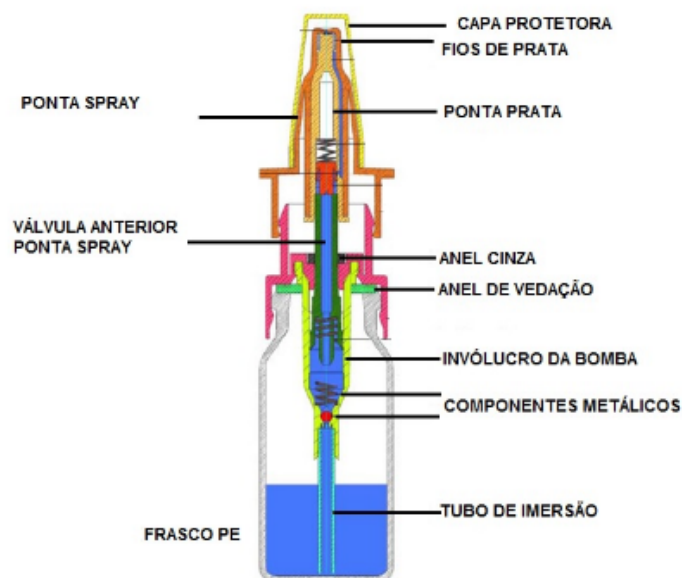 CAPA PROTETORA
FIOS DE PRATA
PONTA SPRAY
PONTA PRATA
VÁLVULA ANTERIOR
PONTA SPRAY
ANEL CINZA
ANEL DE VEDAÇÃO
INVÓLUCRO DA BOMBA
COMPONENTES METÁLICOS
TUBO DE IMERSÃO
FRASCO PE